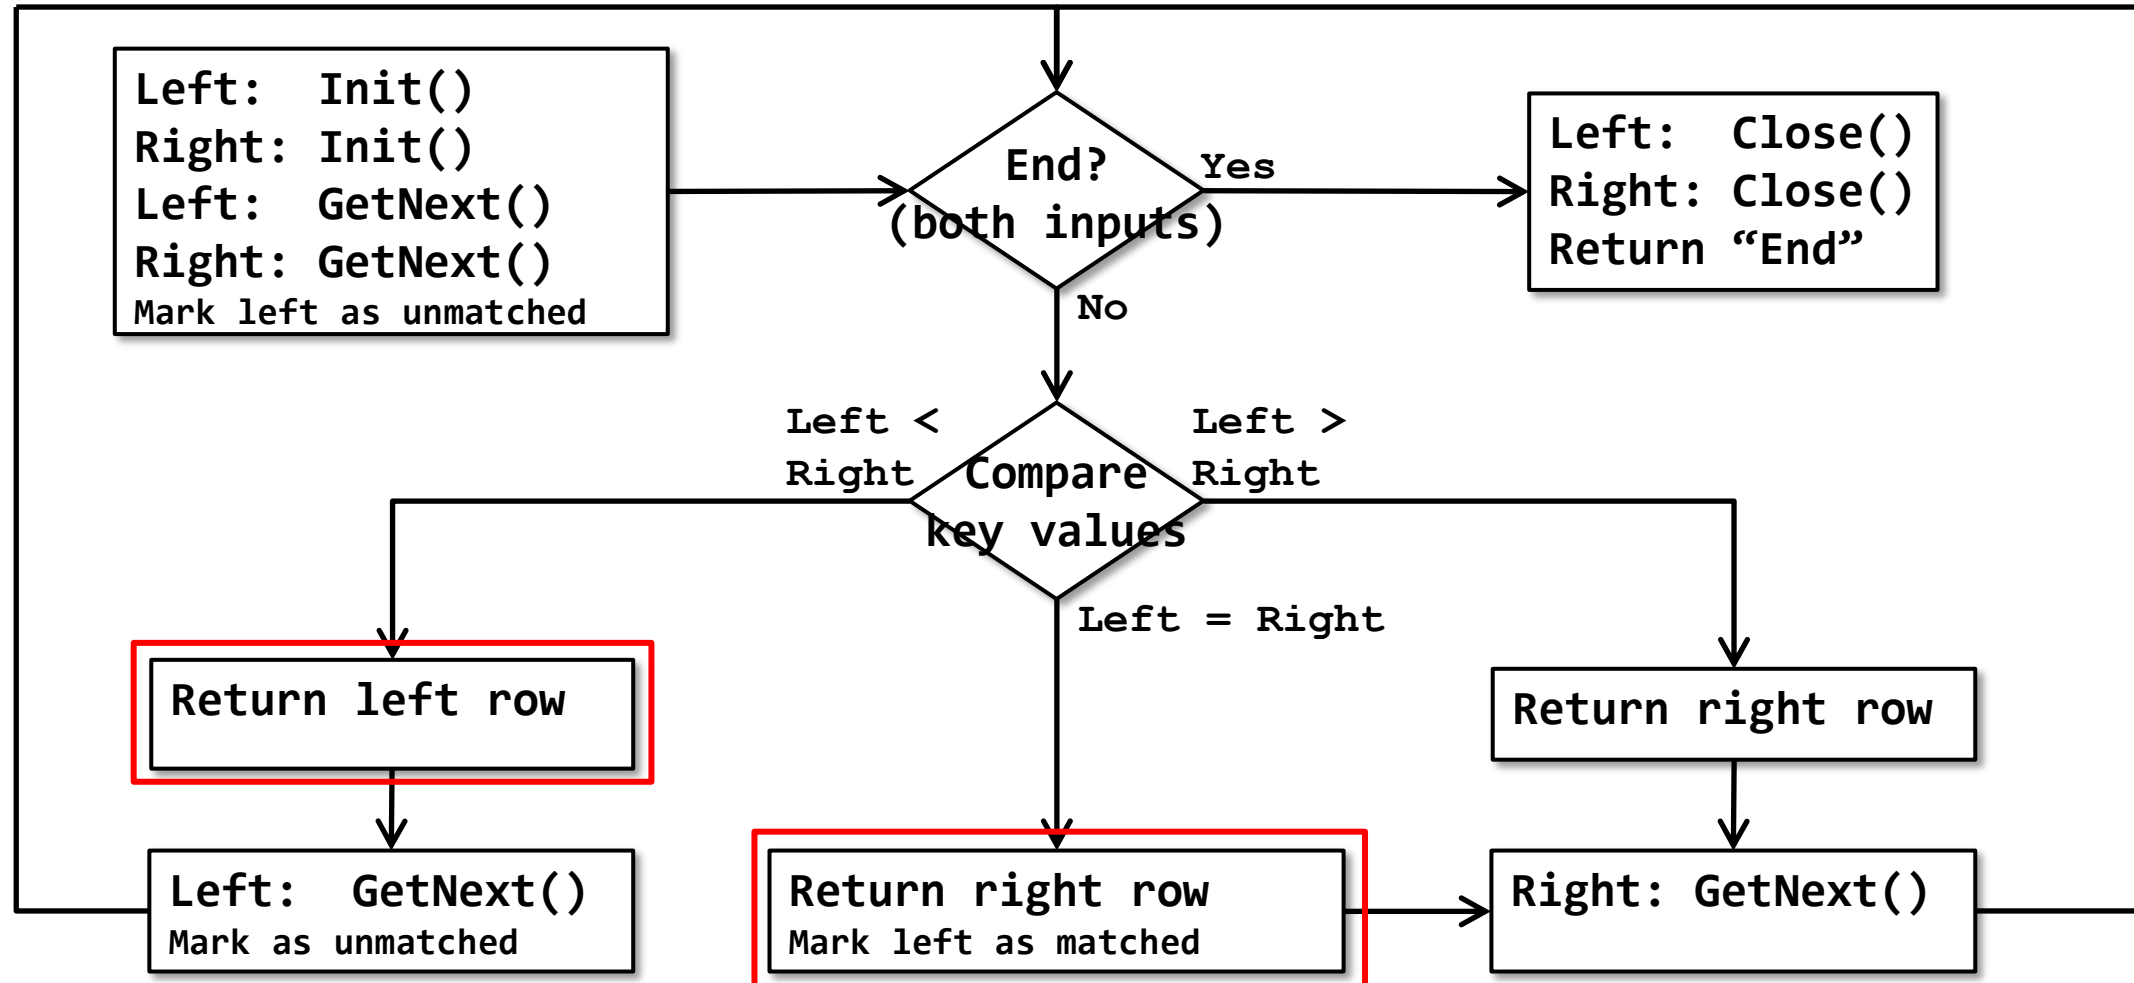 Left:  Init()
Right: Init()
Left:  GetNext()
Right: GetNext()
Mark left as unmatched
End?
(both inputs)
Yes
No
Left:  Close()
Right: Close()
Return “End”
Left <
Right
Compare
key values
Left >
Right
Left = Right
Return left row
Return right row
Left:  GetNext()
Mark as unmatched
Return right row
Mark left as matched
Right: GetNext()